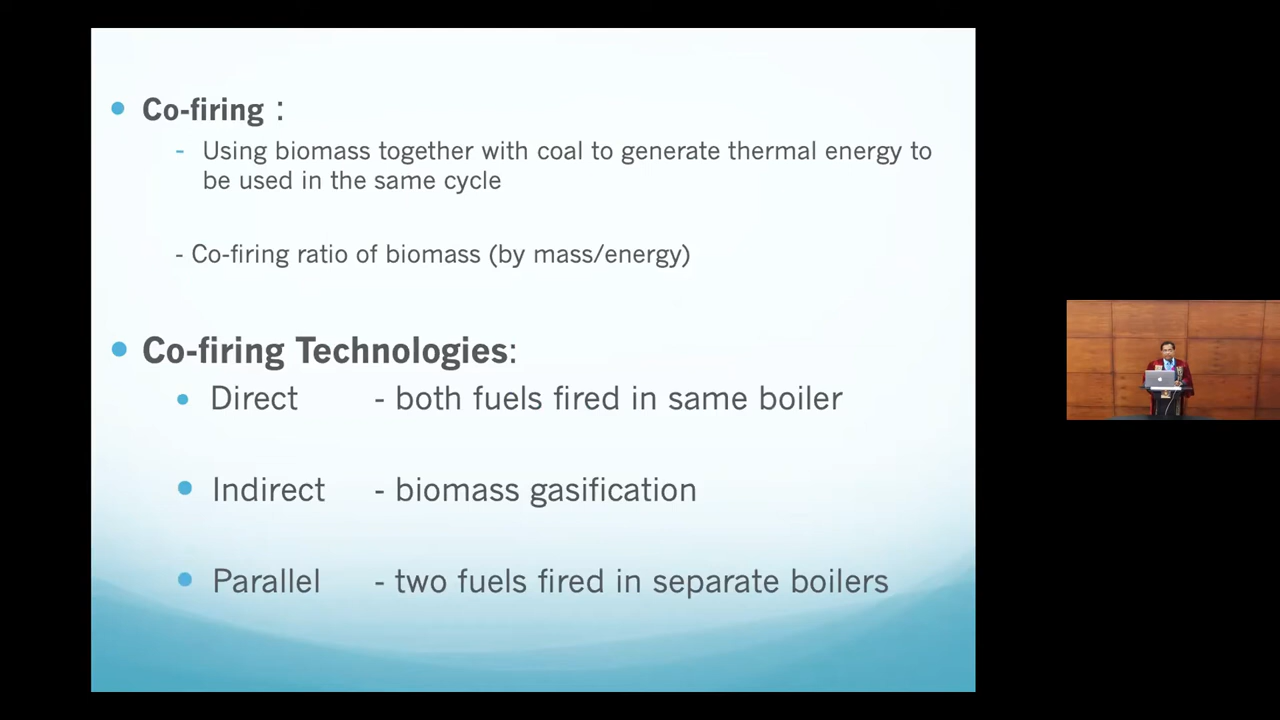 Co-firing :
- Using biomass together with coal to generate thermal energy to
be used in the same cycle
- Co-firing ratio of biomass (by mass/energy)
Co-firing Technologies:
Direct - both fuels fired in same boiler
Indirect - biomass gasification
Parallel - two fuels fired in separate boilers